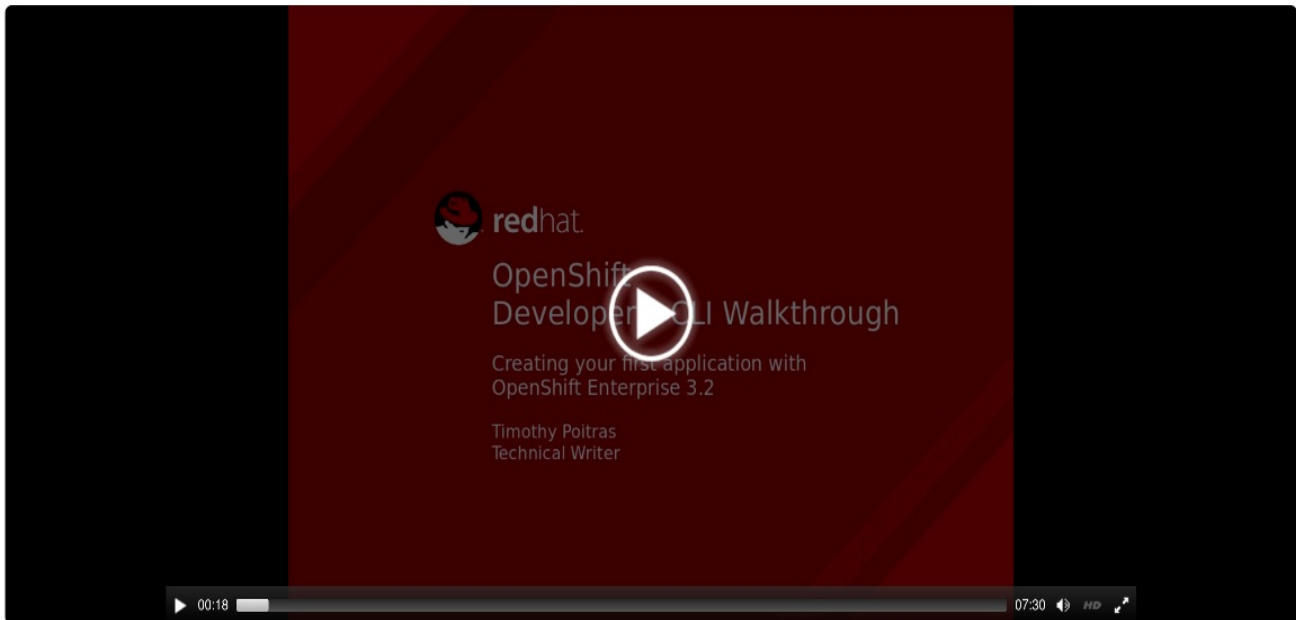 redhat.
OpenShift
Developer CLI Walkthrough
Creating your first application with
OpenShift Enterprise 3.2
Timothy Poitras
Technical Writer
00:18
07:30
HD